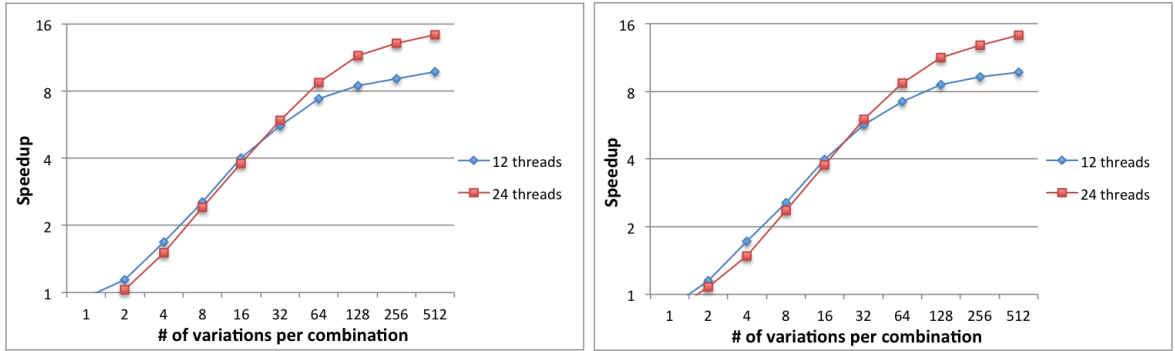 16
8
4
2
1
Speedup
1 2 4 8 16 32 64 128 256 512
# of variations per combination
12 threads
24 threads
16
8
4
2
1
Speedup
1 2 4 8 16 32 64 128 256 512
# of variations per combination
12 threads
24 threads